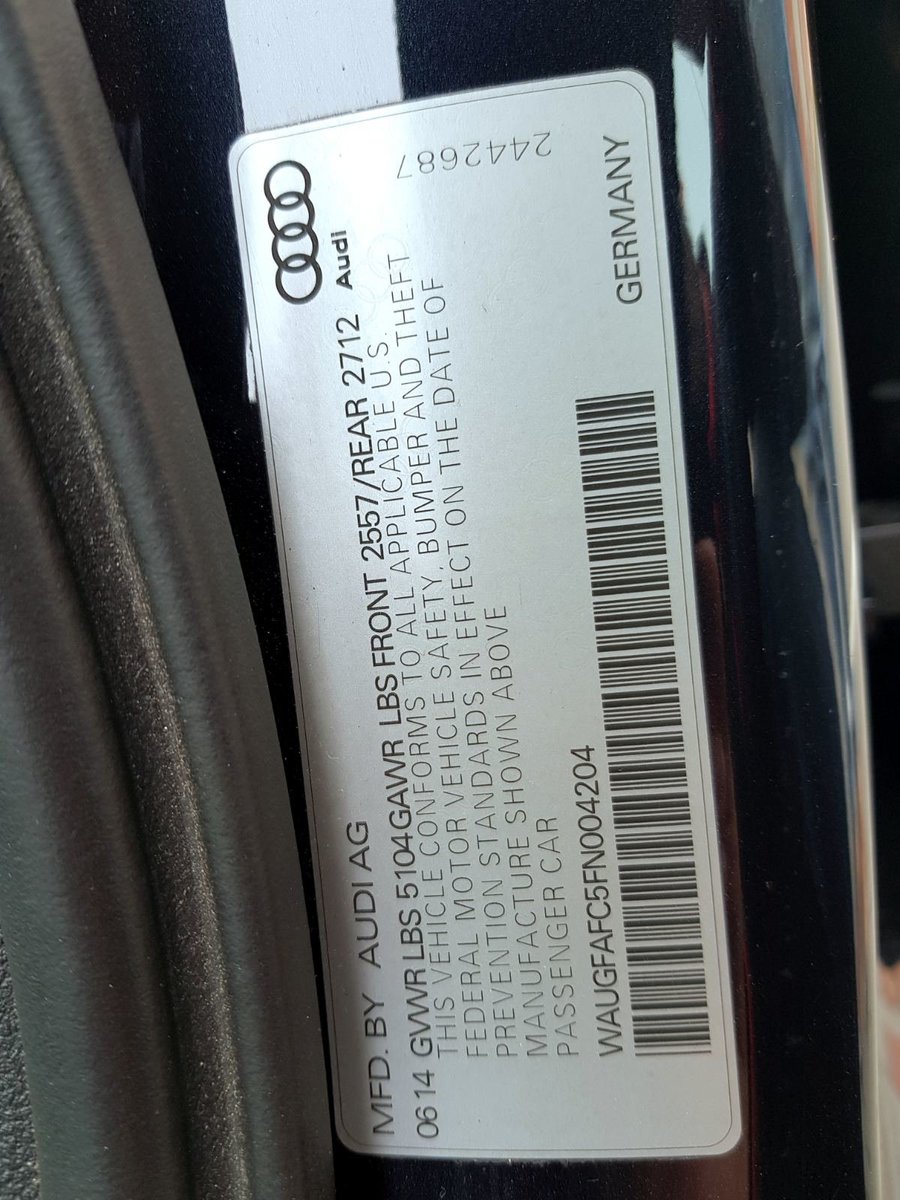 MFD. BY AUDI AG
0614 GVWR LBS 5104 GAWR LBS FRONT 2557/REAR 2712
Audi
THIS VEHICLE CONFORMS TO ALL APPLICABLE U.S.
FEDERAL MOTOR VEHICLE SAFETY, BUMPER AND THEFT
PREVENTION STANDARDS IN EFFECT ON THE DATE OF
MANUFACTURE SHOWN ABOVE
PASSENGER CAR
2442687
WAUGFAFC5FN004204
GERMANY